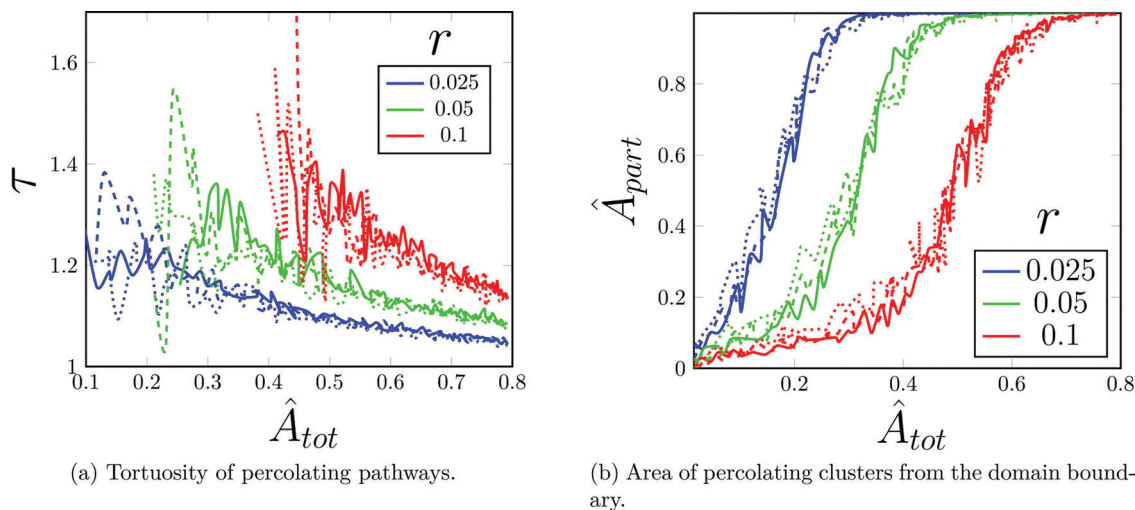 1.6
1.4
1.2
1
τ
0.1 0.2 0.3 0.4 0.5 0.6 0.7 0.8
Â_tot
r
0.025
0.05
0.1
(a) Tortuosity of percolating pathways.
1
0.8
0.6
0.4
0.2
0
Â_part
0.2 0.4 0.6 0.8
Â_tot
r
0.025
0.05
0.1
(b) Area of percolating clusters from the domain bound-
ary.